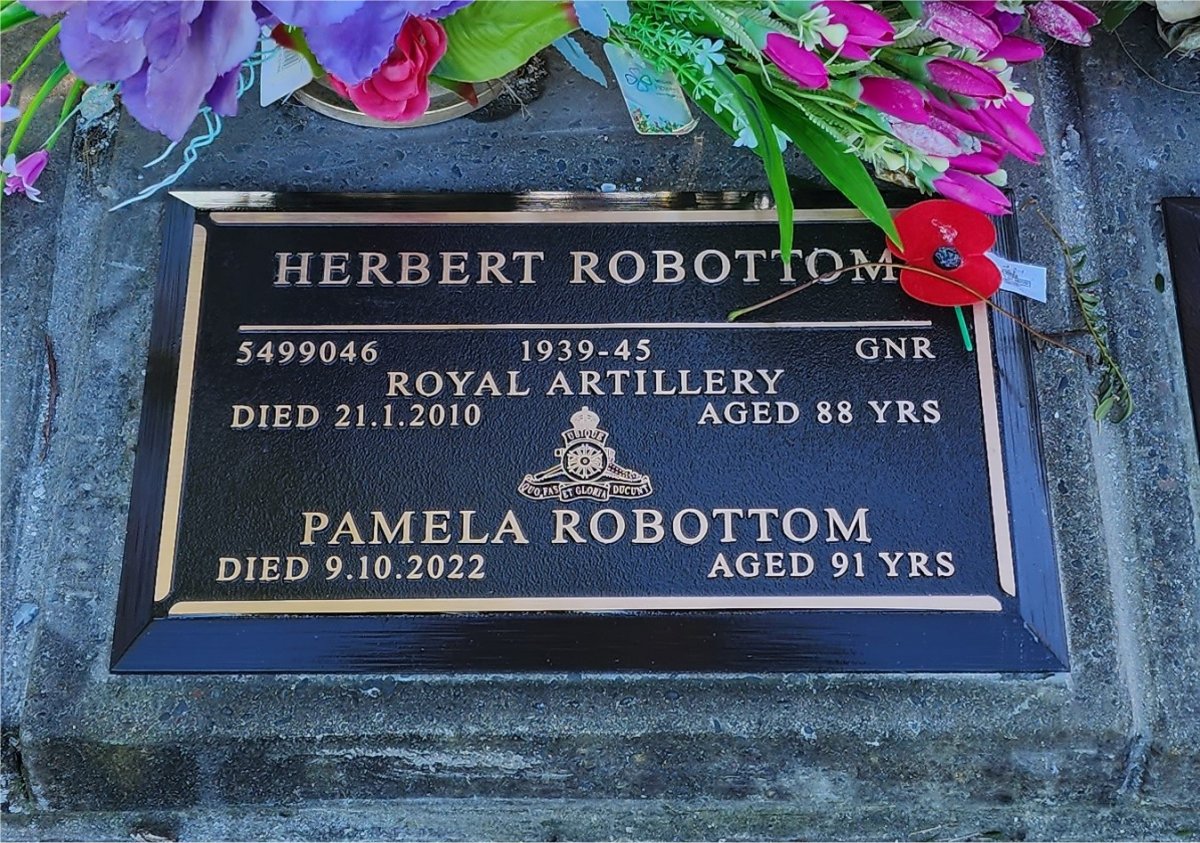 HERBERT ROBOTTOM
5499046 1939-45 GNR
ROYAL ARTILLERY
DIED 21.1.2010 AGED 88 YRS
UBIQUE
QUO FAS ET GLORIA DUCUNT
PAMELA ROBOTTOM
DIED 9.10.2022 AGED 91 YRS